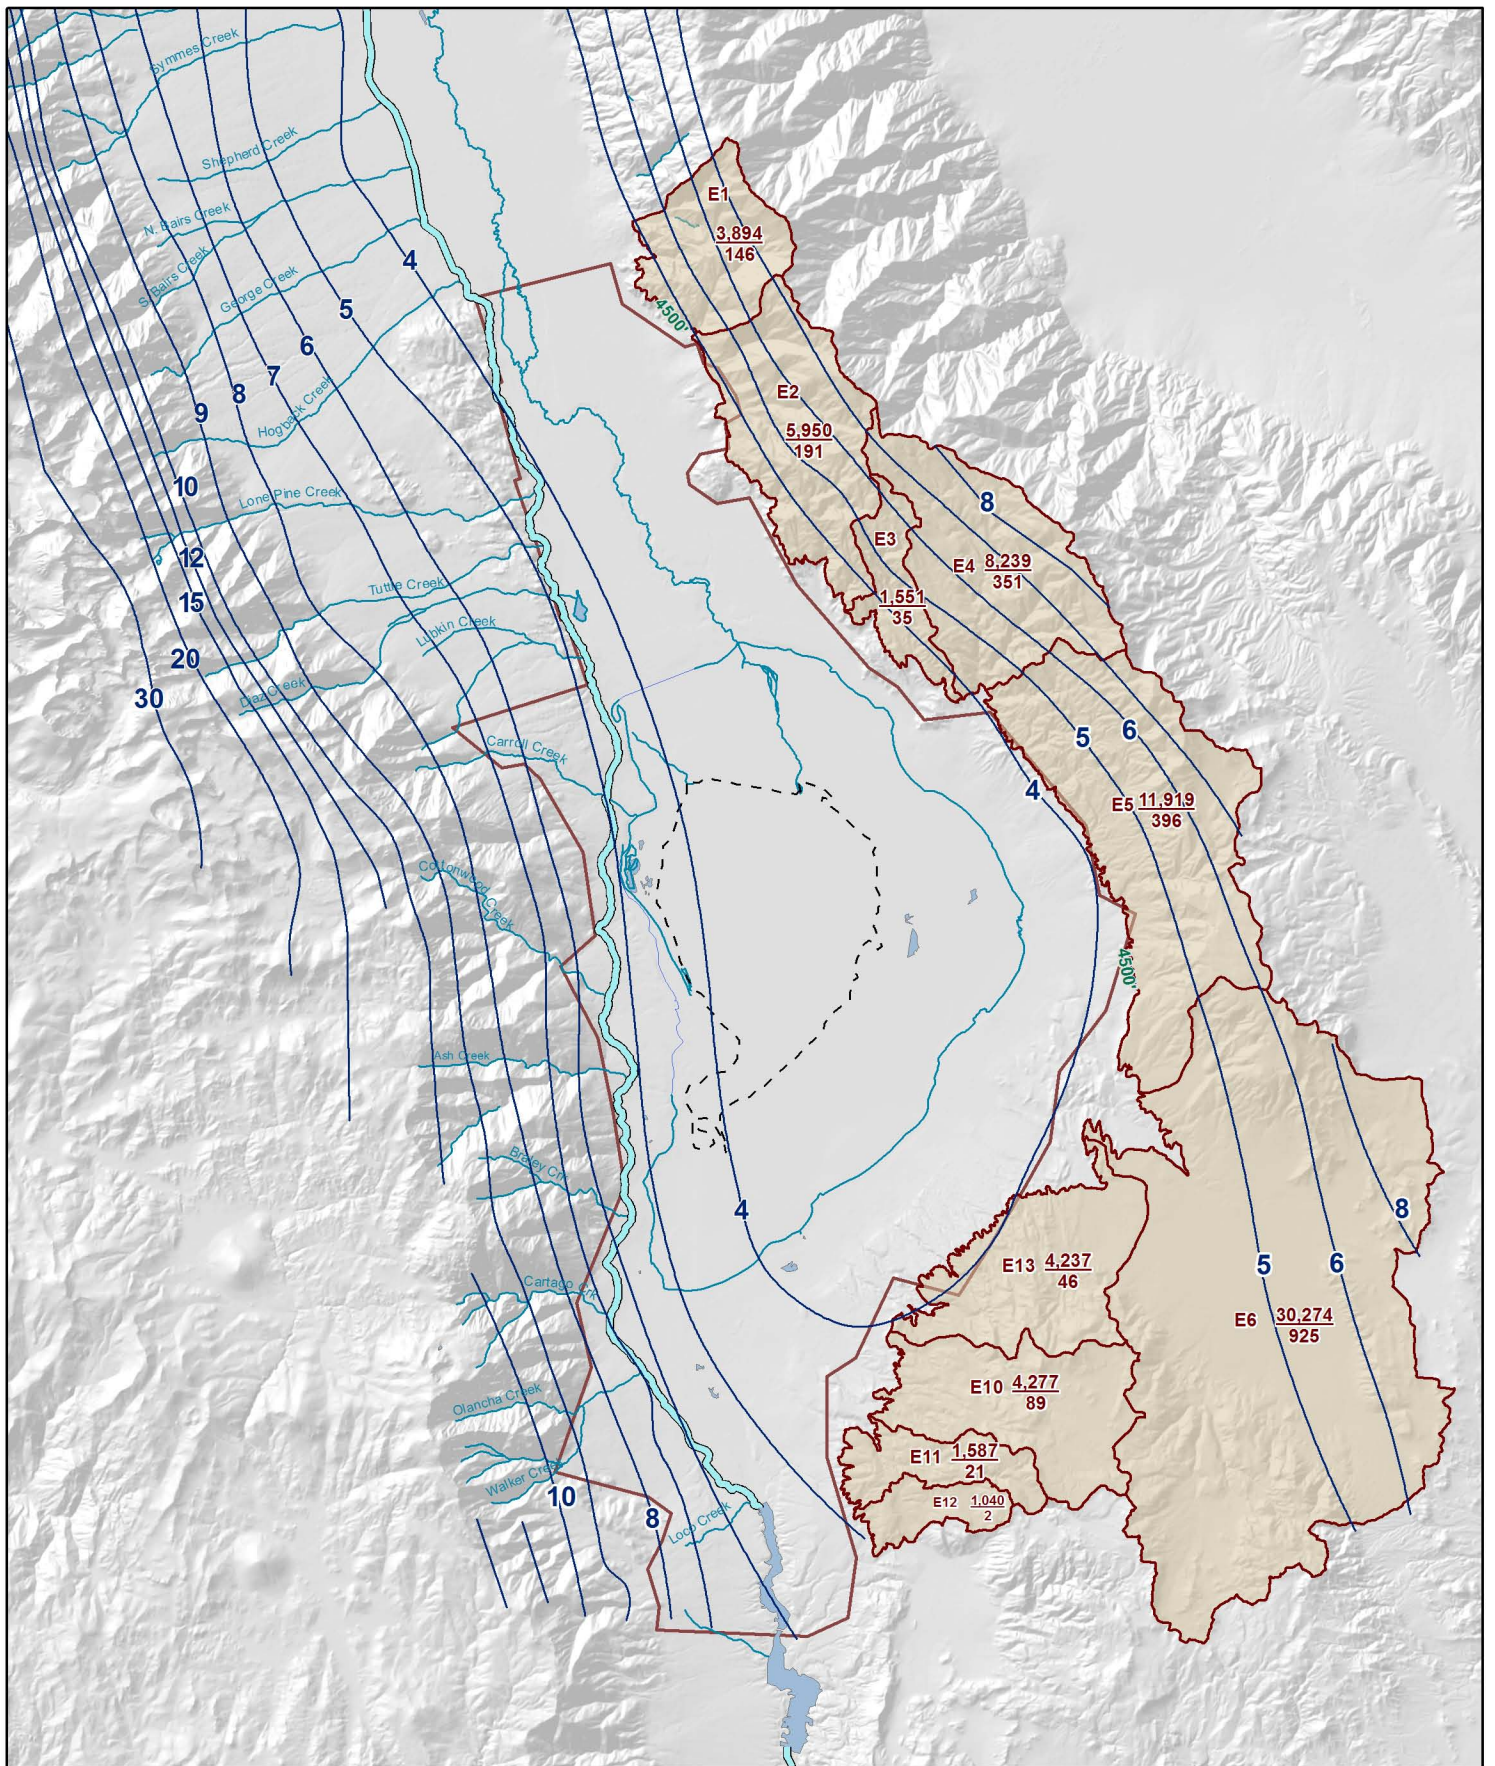 Symmes Creek
Shepherd Creek
N. Bairs Creek
S. Bairs Creek
George Creek
Hogback Creek
Lone Pine Creek
Tuttle Creek
Lubkin Creek
Diaz Creek
Carroll Creek
Cottonwood Creek
Ash Creek
Braley Crk
Cartago Crk
Olancha Creek
Walker Creek
Loco Creek
4
5
6
7
8
9
10
12
15
20
30
4
10
8
4500'
E1
3,894
146
E2
5,950
191
E3
1,551
35
8
E4 8,239
351
5
6
4
E5 11,919
396
4500'
8
5
6
E13 4,237
46
E6 30,274
925
E10 4,277
89
E11 1,587
21
E12 1,040
2